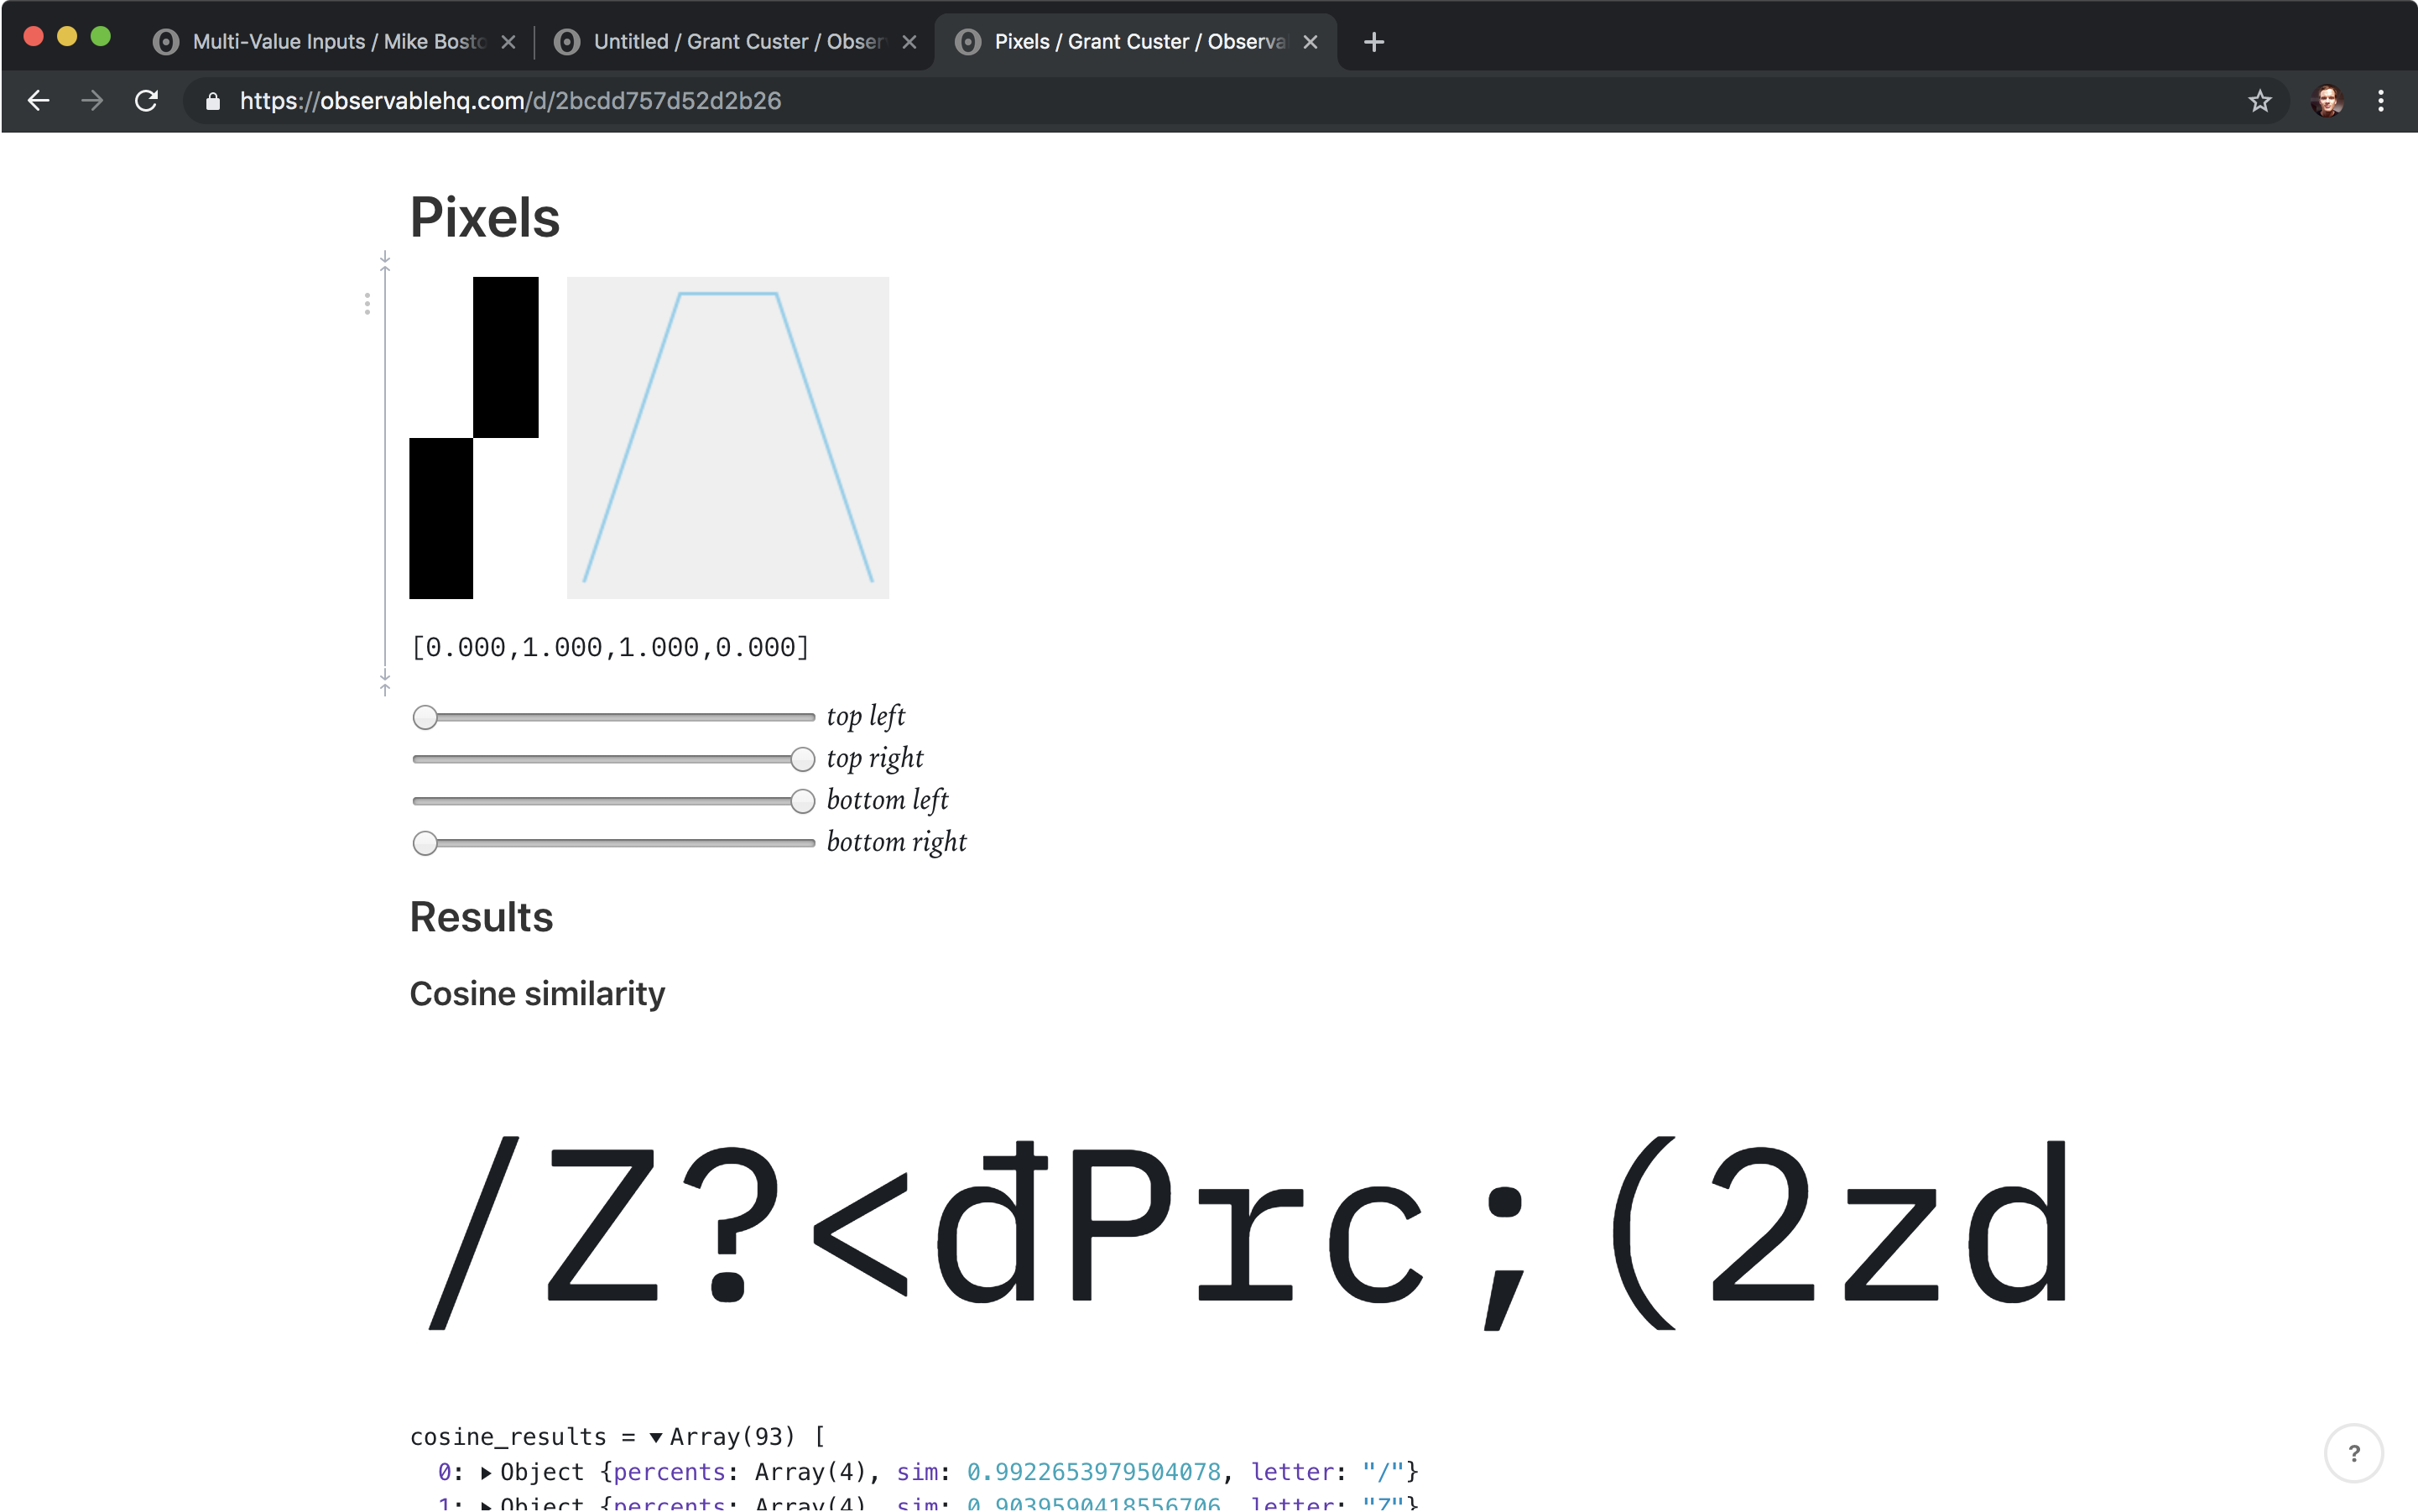 Multi-Value Inputs / Mike Bosto
Untitled / Grant Custer / Obser
Pixels / Grant Custer / Observa
https://observablehq.com/d/2bcdd757d52d2b26
Pixels
[0.000,1.000,1.000,0.000]
top left
top right
bottom left
bottom right
Results
Cosine similarity
/Z?<đPrc;(2zd
cosine_results = ▼Array(93) [
0: ▶Object {percents: Array(4), sim: 0.9922653979504078, letter: "/"}
1: ▶Object {percents: Array(4), sim: 0.9039590418556706, letter: "Z"}
?